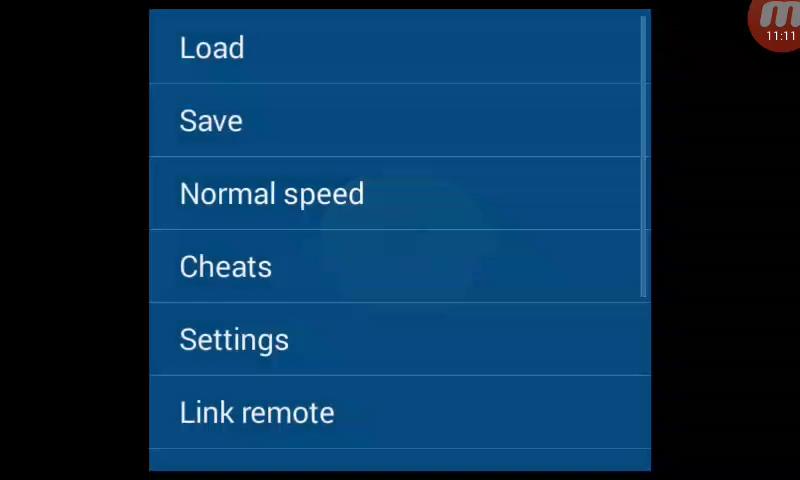 11:11
Load
Save
Normal speed
Cheats
Settings
Link remote